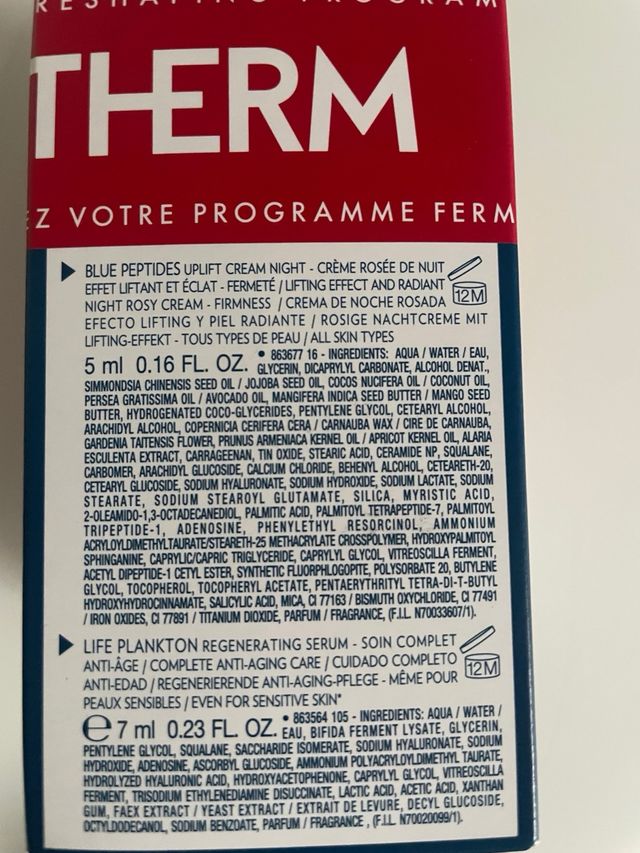 RESHAPING PROGRAM
THERM
EZ VOTRE PROGRAMME FERM
BLUE PEPTIDES UPLIFT CREAM NIGHT - CRÈME ROSÉE DE NUIT
EFFET LIFTANT ET ÉCLAT - FERMETÉ / LIFTING EFFECT AND RADIANT
NIGHT ROSY CREAM - FIRMNESS / CREMA DE NOCHE ROSADA
12M
EFECTO LIFTING Y PIEL RADIANTE / ROSIGE NACHTCREME MIT
LIFTING-EFFEKT - TOUS TYPES DE PEAU / ALL SKIN TYPES
5 ml 0.16 FL. OZ. • 863677 16 - INGREDIENTS: AQUA / WATER / EAU,
GLYCERIN, DICAPRYLYL CARBONATE, ALCOHOL DENAT.,
SIMMONDSIA CHINENSIS SEED OIL / JOJOBA SEED OIL, COCOS NUCIFERA OIL / COCONUT OIL,
PERSEA GRATISSIMA OIL / AVOCADO OIL, MANGIFERA INDICA SEED BUTTER / MANGO SEED
BUTTER, HYDROGENATED COCO-GLYCERIDES, PENTYLENE GLYCOL, CETEARYL ALCOHOL,
ARACHIDYL ALCOHOL, COPERNICIA CERIFERA CERA / CARNAUBA WAX / CIRE DE CARNAUBA,
GARDENIA TAITENSIS FLOWER, PRUNUS ARMENIACA KERNEL OIL / APRICOT KERNEL OIL, ALARIA
ESCULENTA EXTRACT, CARRAGEENAN, TIN OXIDE, STEARIC ACID, CERAMIDE NP, SQUALANE,
CARBOMER, ARACHIDYL GLUCOSIDE, CALCIUM CHLORIDE, BEHENYL ALCOHOL, CETEARETH-20,
CETEARYL GLUCOSIDE, SODIUM HYALURONATE, SODIUM HYDROXIDE, SODIUM LACTATE, SODIUM
STEARATE, SODIUM STEAROYL GLUTAMATE, SILICA, MYRISTIC ACID,
2-OLEAMIDO-1,3-OCTADECANEDIOL, PALMITIC ACID, PALMITOYL TETRAPEPTIDE-7, PALMITOYL
TRIPEPTIDE-1, ADENOSINE, PHENYLETHYL RESORCINOL, AMMONIUM
ACRYLOYLDIMETHYLTAURATE/STEARETH-25 METHACRYLATE CROSSPOLYMER, HYDROXYPALMITOYL
SPHINGANINE, CAPRYLIC/CAPRIC TRIGLYCERIDE, CAPRYLYL GLYCOL, VITREOSCILLA FERMENT,
ACETYL DIPEPTIDE-1 CETYL ESTER, SYNTHETIC FLUORPHLOGOPITE, POLYSORBATE 20, BUTYLENE
GLYCOL, TOCOPHEROL, TOCOPHERYL ACETATE, PENTAERYTHRITYL TETRA-DI-T-BUTYL
HYDROXYHYDROCINNAMATE, SALICYLIC ACID, MICA, CI 77163 / BISMUTH OXYCHLORIDE, CI 77491
/ IRON OXIDES, CI 77891 / TITANIUM DIOXIDE, PARFUM / FRAGRANCE, (F.I.L. N70033607/1).
LIFE PLANKTON REGENERATING SERUM - SOIN COMPLET
ANTI-ÂGE / COMPLETE ANTI-AGING CARE / CUIDADO COMPLETO
12M
ANTI-EDAD / REGENERIERENDE ANTI-AGING-PFLEGE - MÊME POUR
PEAUX SENSIBLES / EVEN FOR SENSITIVE SKIN*
e 7 ml 0.23 FL. OZ. • 863564 105 - INGREDIENTS: AQUA / WATER /
EAU, BIFIDA FERMENT LYSATE, GLYCERIN,
PENTYLENE GLYCOL, SQUALANE, SACCHARIDE ISOMERATE, SODIUM HYALURONATE, SODIUM
HYDROXIDE, ADENOSINE, ASCORBYL GLUCOSIDE, AMMONIUM POLYACRYLOYLDIMETHYL TAURATE,
HYDROLYZED HYALURONIC ACID, HYDROXYACETOPHENONE, CAPRYLYL GLYCOL, VITREOSCILLA
FERMENT, TRISODIUM ETHYLENEDIAMINE DISUCCINATE, LACTIC ACID, ACETIC ACID, XANTHAN
GUM, FAEX EXTRACT / YEAST EXTRACT / EXTRAIT DE LEVURE, DECYL GLUCOSIDE,
OCTYLDODECANOL, SODIUM BENZOATE, PARFUM / FRAGRANCE , (F.I.L. N70020099/1).